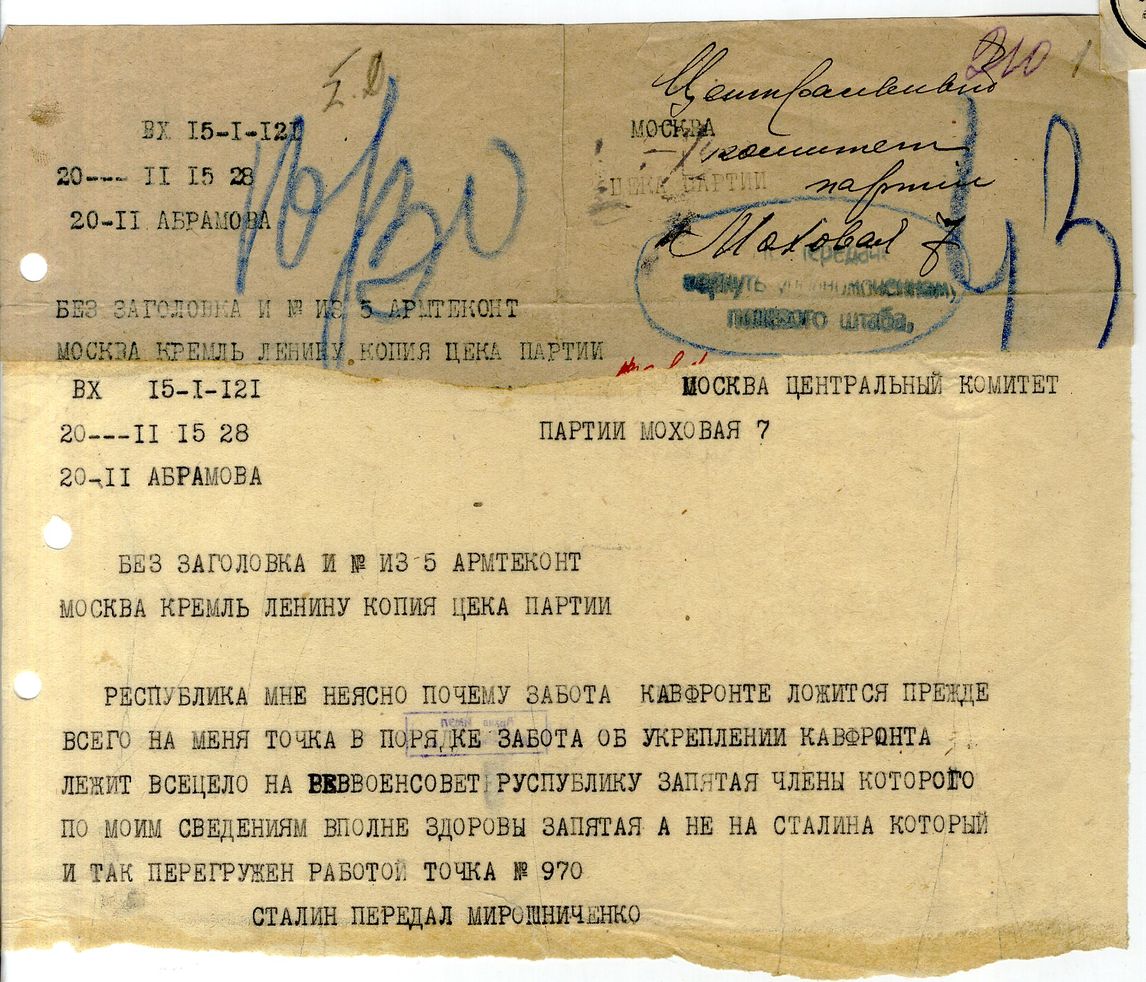 210
Центральный
ВХ 15-I-121
МОСКВА
комитет
20--- II 15 28
ЦЕКА ПАРТИИ
партии
20-II АБРАМОВА
Моховая 7
передачи
вернуть
штаба,
БЕЗ ЗАГОЛОВКА И № ИЗ 5 АРМТЕКОНТ
МОСКВА КРЕМЛЬ ЛЕНИНУ КОПИЯ ЦЕКА ПАРТИИ
ВХ 15-I-121 МОСКВА ЦЕНТРАЛЬНЫЙ КОМИТЕТ
20---II 15 28 ПАРТИИ МОХОВАЯ 7
20-II АБРАМОВА
БЕЗ ЗАГОЛОВКА И № ИЗ 5 АРМТЕКОНТ
МОСКВА КРЕМЛЬ ЛЕНИНУ КОПИЯ ЦЕКА ПАРТИИ
РЕСПУБЛИКА МНЕ НЕЯСНО ПОЧЕМУ ЗАБОТА КАВФРОНТЕ ЛОЖИТСЯ ПРЕЖДЕ
ВСЕГО НА МЕНЯ ТОЧКА В ПОРЯДКЕ ЗАБОТА ОБ УКРЕПЛЕНИИ КАВФРОНТА
ЛЕЖИТ ВСЕЦЕЛО НА РЕВВОЕНСОВЕТ РУСПУБЛИКУ ЗАПЯТАЯ ЧЛЕНЫ КОТОРОГО
ПО МОИМ СВЕДЕНИЯМ ВПОЛНЕ ЗДОРОВЫ ЗАПЯТАЯ А НЕ НА СТАЛИНА КОТОРЫЙ
И ТАК ПЕРЕГРУЖЕН РАБОТОЙ ТОЧКА № 970
СТАЛИН ПЕРЕДАЛ МИРОШНИЧЕНКО